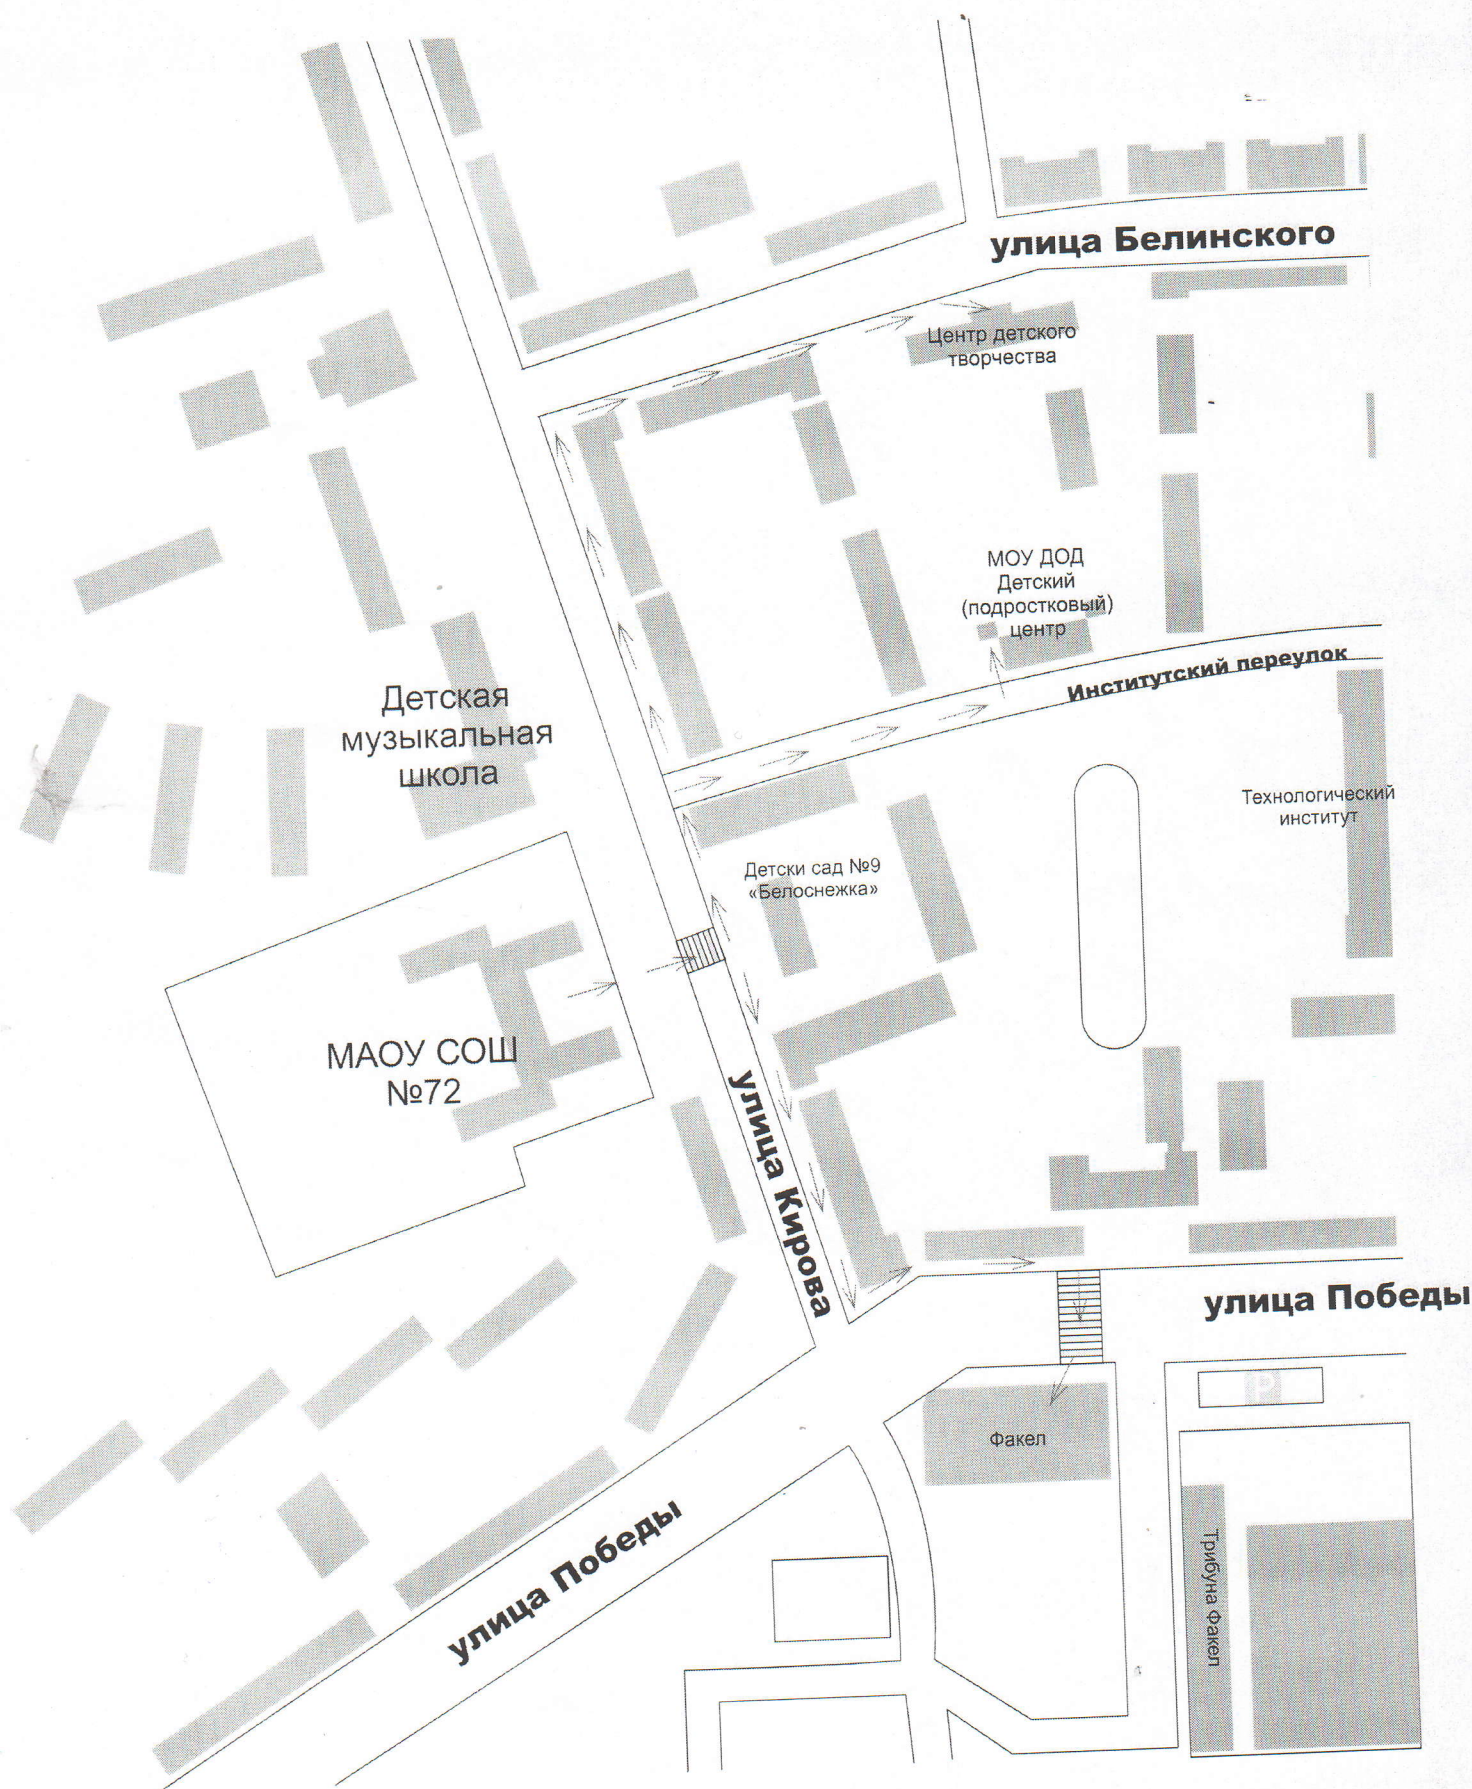 улица Белинского
Центр детского
творчества
МОУ ДОД
Детский
(подростковый)
центр
Институтский переулок
Детская
музыкальная
школа
Технологический
институт
Детски сад №9
«Белоснежка»
МАОУ СОШ
№72
улица Кирова
улица Победы
P
Факел
улица Победы
Трибуна Факел